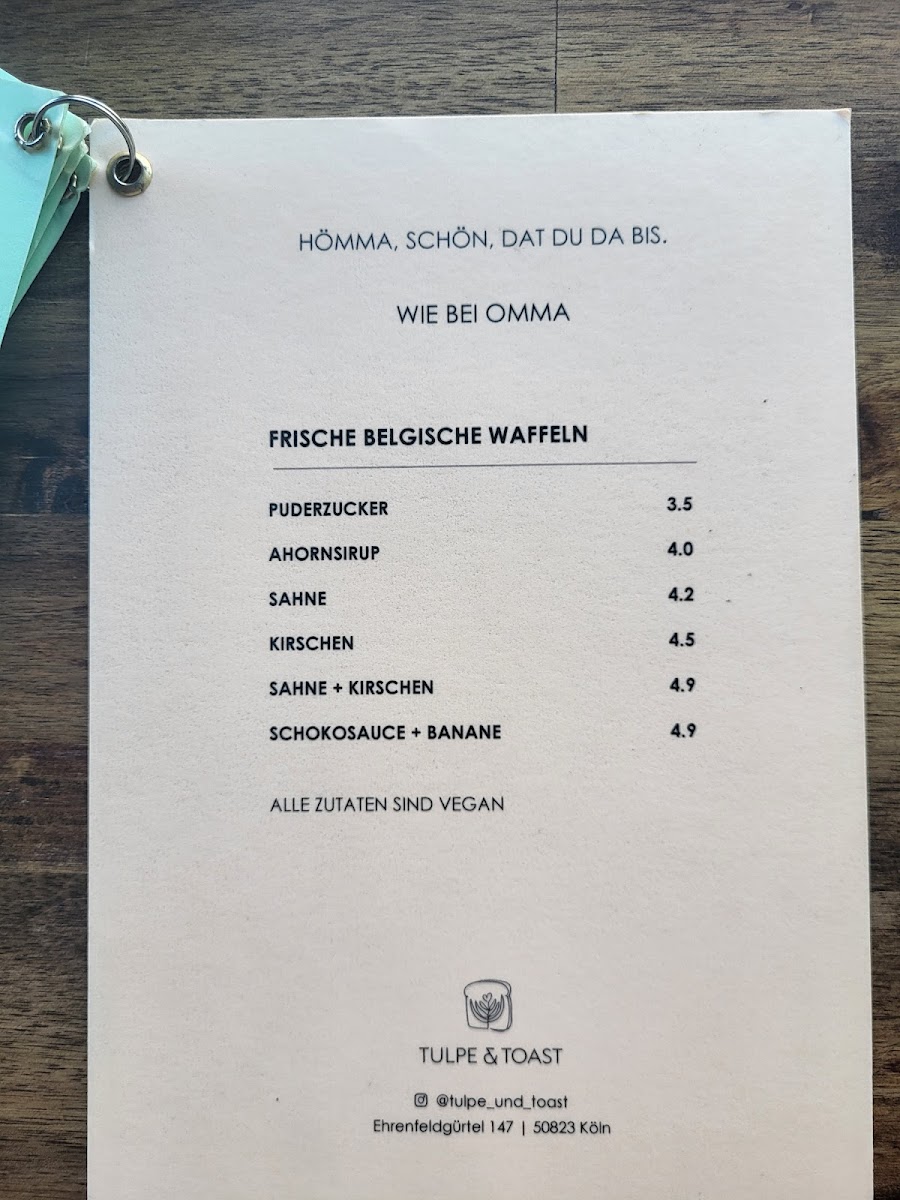 HÖMMA, SCHÖN, DAT DU DA BIS.
WIE BEI OMMA
FRISCHE BELGISCHE WAFFELN
PUDERZUCKER 3.5
AHORNSIRUP 4.0
SAHNE 4.2
KIRSCHEN 4.5
SAHNE + KIRSCHEN 4.9
SCHOKOSAUCE + BANANE 4.9
ALLE ZUTATEN SIND VEGAN
TULPE & TOAST
@tulpe_und_toast
Ehrenfeldgürtel 147 | 50823 Köln